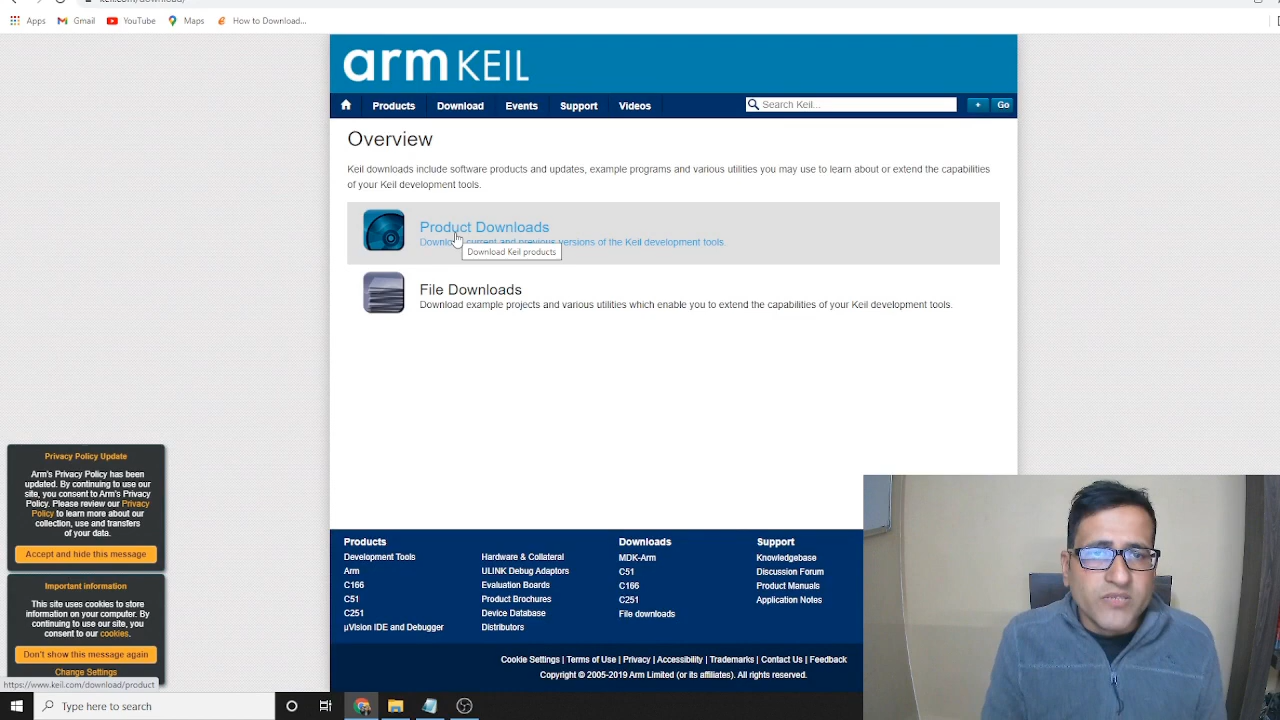 Apps
Gmail
YouTube
Maps
How to Download...
arm KEIL
Products
Download
Events
Support
Videos
Search Keil...
+
Go
Overview
Keil downloads include software products and updates, example programs and various utilities you may use to learn about or extend the capabilities
of your Keil development tools.
Product Downloads
Download current and previous versions of the Keil development tools.
Download Keil products
File Downloads
Download example projects and various utilities which enable you to extend the capabilities of your Keil development tools.
Privacy Policy Update
Arm's Privacy Policy has been
updated. By continuing to use our
site, you consent to Arm's Privacy
Policy. Please review our Privacy
Policy to learn more about our
collection, use and transfers
of your data.
Accept and hide this message
Important information
This site uses cookies to store
information on your computer. By
continuing to use our site, you
consent to our cookies.
Don't show this message again
Change Settings
https://www.keil.com/download/product
Products
Development Tools
Arm
C166
C51
C251
µVision IDE and Debugger
Hardware & Collateral
ULINK Debug Adaptors
Evaluation Boards
Product Brochures
Device Database
Distributors
Downloads
MDK-Arm
C51
C166
C251
File downloads
Support
Knowledgebase
Discussion Forum
Product Manuals
Application Notes
Cookie Settings | Terms of Use | Privacy | Accessibility | Trademarks | Contact Us | Feedback
Copyright © 2005-2019 Arm Limited (or its affiliates). All rights reserved.
Type here to search